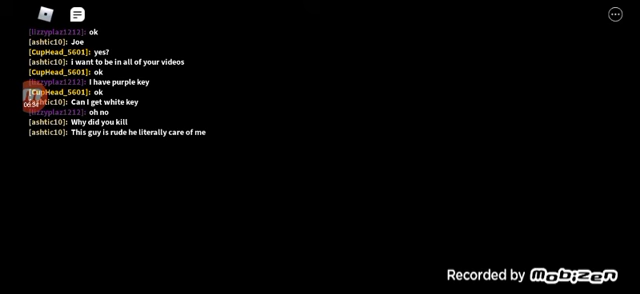 [lizzyplaz1212]: ok
[ashtic10]: Joe
[CupHead_5601]: yes?
[ashtic10]: i want to be in all of your videos
[CupHead_5601]: ok
[lizzyplaz1212]: I have purple key
[CupHead_5601]: ok
[ashtic10]: Can I get white key
[lizzyplaz1212]: oh no
[ashtic10]: Why did you kill
[ashtic10]: This guy is rude he literally care of me
Recorded by Mobizen